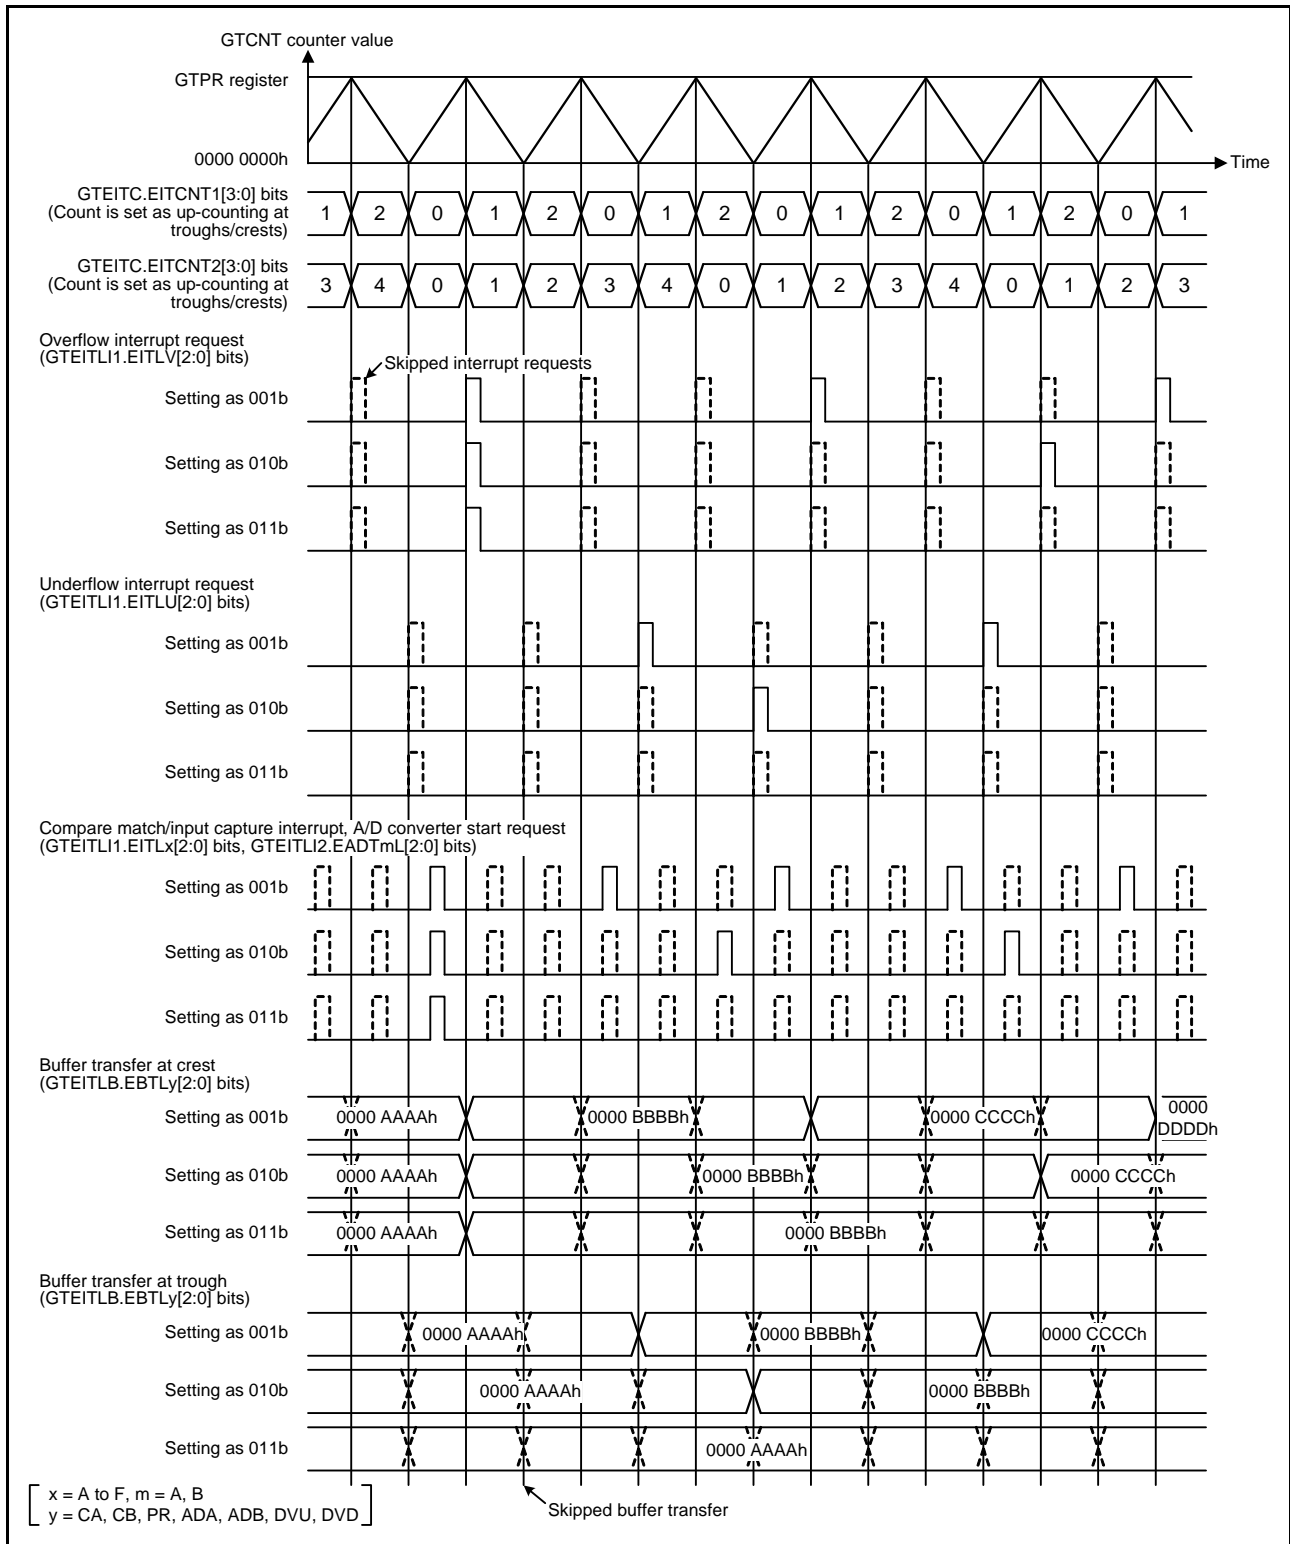 GTCNT counter value
GTPR register
0000 0000h
Time
GTEITC.EITCNT1[3:0] bits
(Count is set as up-counting at
troughs/crests)
1 2 0 1 2 0 1 2 0 1 2 0 1 2 0 1
GTEITC.EITCNT2[3:0] bits
(Count is set as up-counting at
troughs/crests)
3 4 0 1 2 3 4 0 1 2 3 4 0 1 2 3
Overflow interrupt request
(GTEITLI1.EITLV[2:0] bits)
Skipped interrupt requests
Setting as 001b
Setting as 010b
Setting as 011b
Underflow interrupt request
(GTEITLI1.EITLU[2:0] bits)
Setting as 001b
Setting as 010b
Setting as 011b
Compare match/input capture interrupt, A/D converter start request
(GTEITLI1.EITLx[2:0] bits, GTEITLI2.EADTmL[2:0] bits)
Setting as 001b
Setting as 010b
Setting as 011b
Buffer transfer at crest
(GTEITLB.EBTLy[2:0] bits)
Setting as 001b 0000 AAAAh 0000 BBBBh 0000 CCCCh 0000
DDDDh
Setting as 010b 0000 AAAAh 0000 BBBBh 0000 CCCCh
Setting as 011b 0000 AAAAh 0000 BBBBh
Buffer transfer at trough
(GTEITLB.EBTLy[2:0] bits)
Setting as 001b 0000 AAAAh 0000 BBBBh 0000 CCCCh
Setting as 010b 0000 AAAAh 0000 BBBBh
Setting as 011b 0000 AAAAh
x = A to F, m = A, B
y = CA, CB, PR, ADA, ADB, DVU, DVD
Skipped buffer transfer